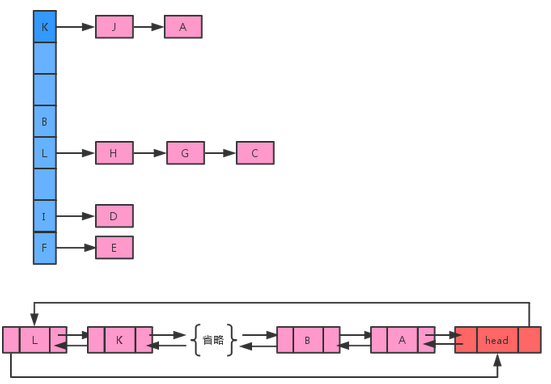 K J A
B
L H G C
I D
F E
L K 省略 B A head